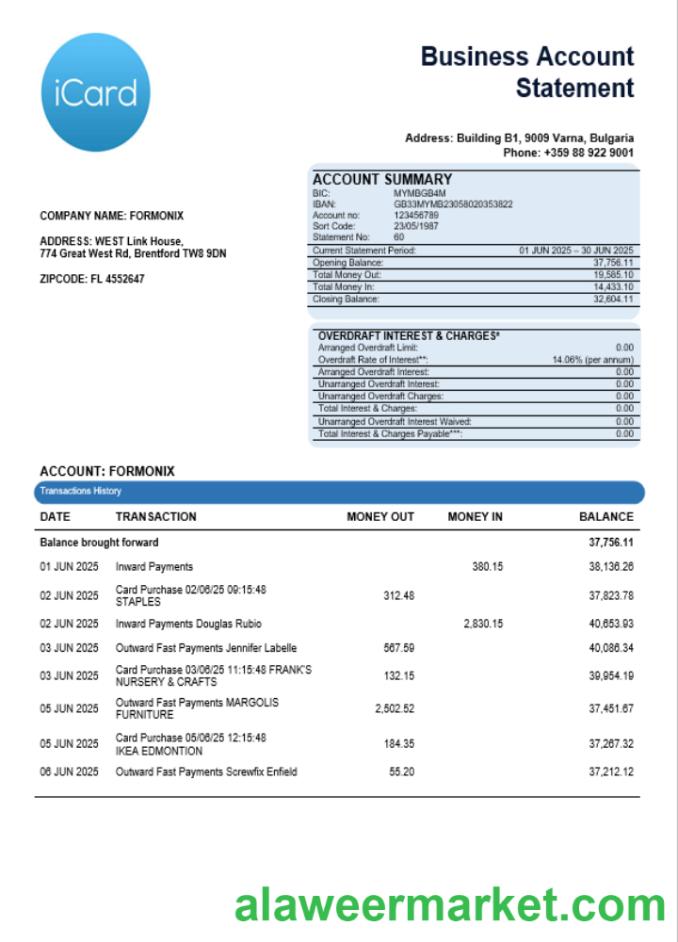 iCard
Business Account
Statement
Address: Building B1, 9009 Varna, Bulgaria
Phone: +359 88 922 9001
COMPANY NAME: FORMONIX
ADDRESS: WEST Link House,
774 Great West Rd, Brentford TW8 9DN
ZIPCODE: FL 4552647
ACCOUNT SUMMARY
BIC: MYMBGB4M
IBAN: GB33MYMB23058020353822
Account no: 123456789
Sort Code: 23/05/1987
Statement No: 60
Current Statement Period: 01 JUN 2025 – 30 JUN 2025
Opening Balance: 37,756.11
Total Money Out: 19,585.10
Total Money In: 14,433.10
Closing Balance: 32,604.11
OVERDRAFT INTEREST & CHARGES*
Arranged Overdraft Limit: 0.00
Overdraft Rate of Interest**: 14.06% (per annum)
Arranged Overdraft Interest: 0.00
Unarranged Overdraft Interest: 0.00
Unarranged Overdraft Charges: 0.00
Total Interest & Charges: 0.00
Unarranged Overdraft Interest Waived: 0.00
Total Interest & Charges Payable***: 0.00
ACCOUNT: FORMONIX
Transactions History
DATE TRANSACTION MONEY OUT MONEY IN BALANCE
Balance brought forward 37,756.11
01 JUN 2025 Inward Payments 380.15 38,136.26
02 JUN 2025 Card Purchase 02/06/25 09:15:48
STAPLES 312.48 37,823.78
02 JUN 2025 Inward Payments Douglas Rubio 2,830.15 40,653.93
03 JUN 2025 Outward Fast Payments Jennifer Labelle 567.59 40,086.34
03 JUN 2025 Card Purchase 03/06/25 11:15:48 FRANK'S
NURSERY & CRAFTS 132.15 39,954.19
05 JUN 2025 Outward Fast Payments MARGOLIS
FURNITURE 2,502.52 37,451.67
05 JUN 2025 Card Purchase 05/06/25 12:15:48
IKEA EDMONTION 184.35 37,267.32
06 JUN 2025 Outward Fast Payments Screwfix Enfield 55.20 37,212.12
alaweermarket.com